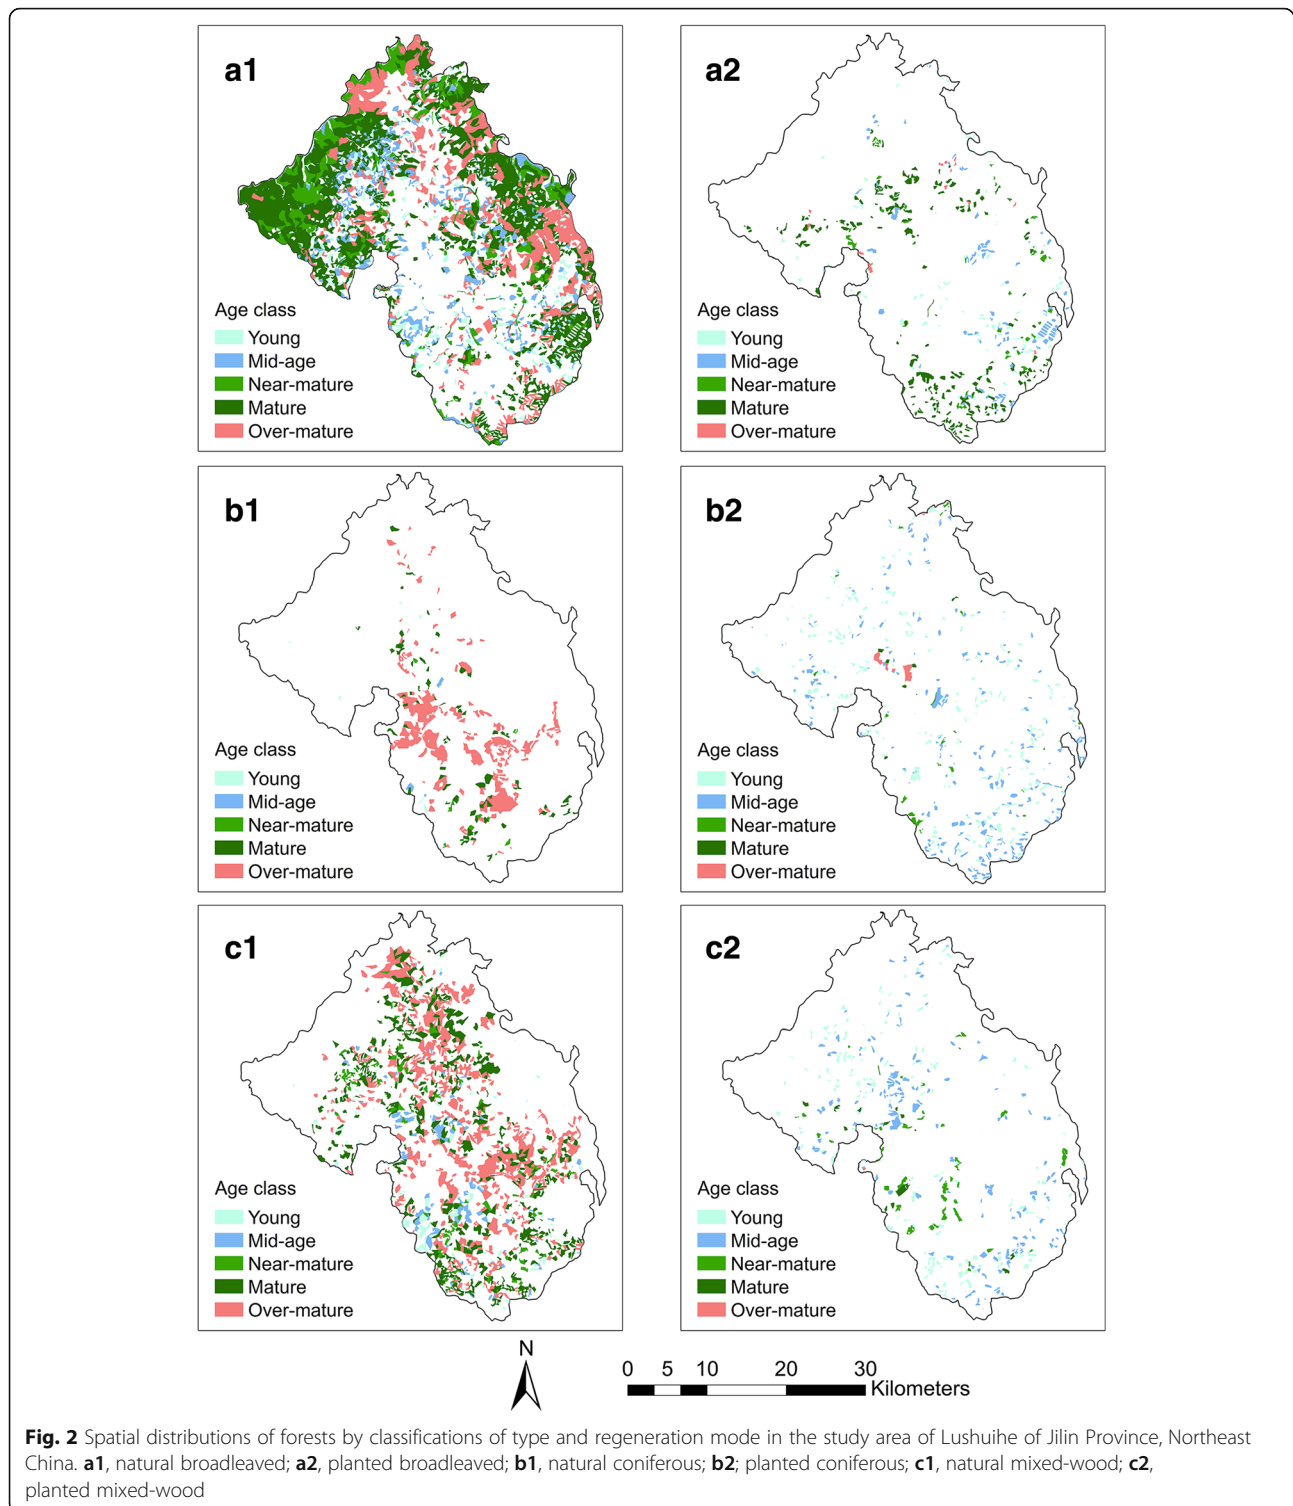 a1
Age class
Young
Mid-age
Near-mature
Mature
Over-mature
a2
Age class
Young
Mid-age
Near-mature
Mature
Over-mature
b1
Age class
Young
Mid-age
Near-mature
Mature
Over-mature
b2
Age class
Young
Mid-age
Near-mature
Mature
Over-mature
c1
Age class
Young
Mid-age
Near-mature
Mature
Over-mature
c2
Age class
Young
Mid-age
Near-mature
Mature
Over-mature
N
0 5 10 20 30
Kilometers
Fig. 2 Spatial distributions of forests by classifications of type and regeneration mode in the study area of Lushuihe of Jilin Province, Northeast
China. a1, natural broadleaved; a2, planted broadleaved; b1, natural coniferous; b2; planted coniferous; c1, natural mixed-wood; c2,
planted mixed-wood